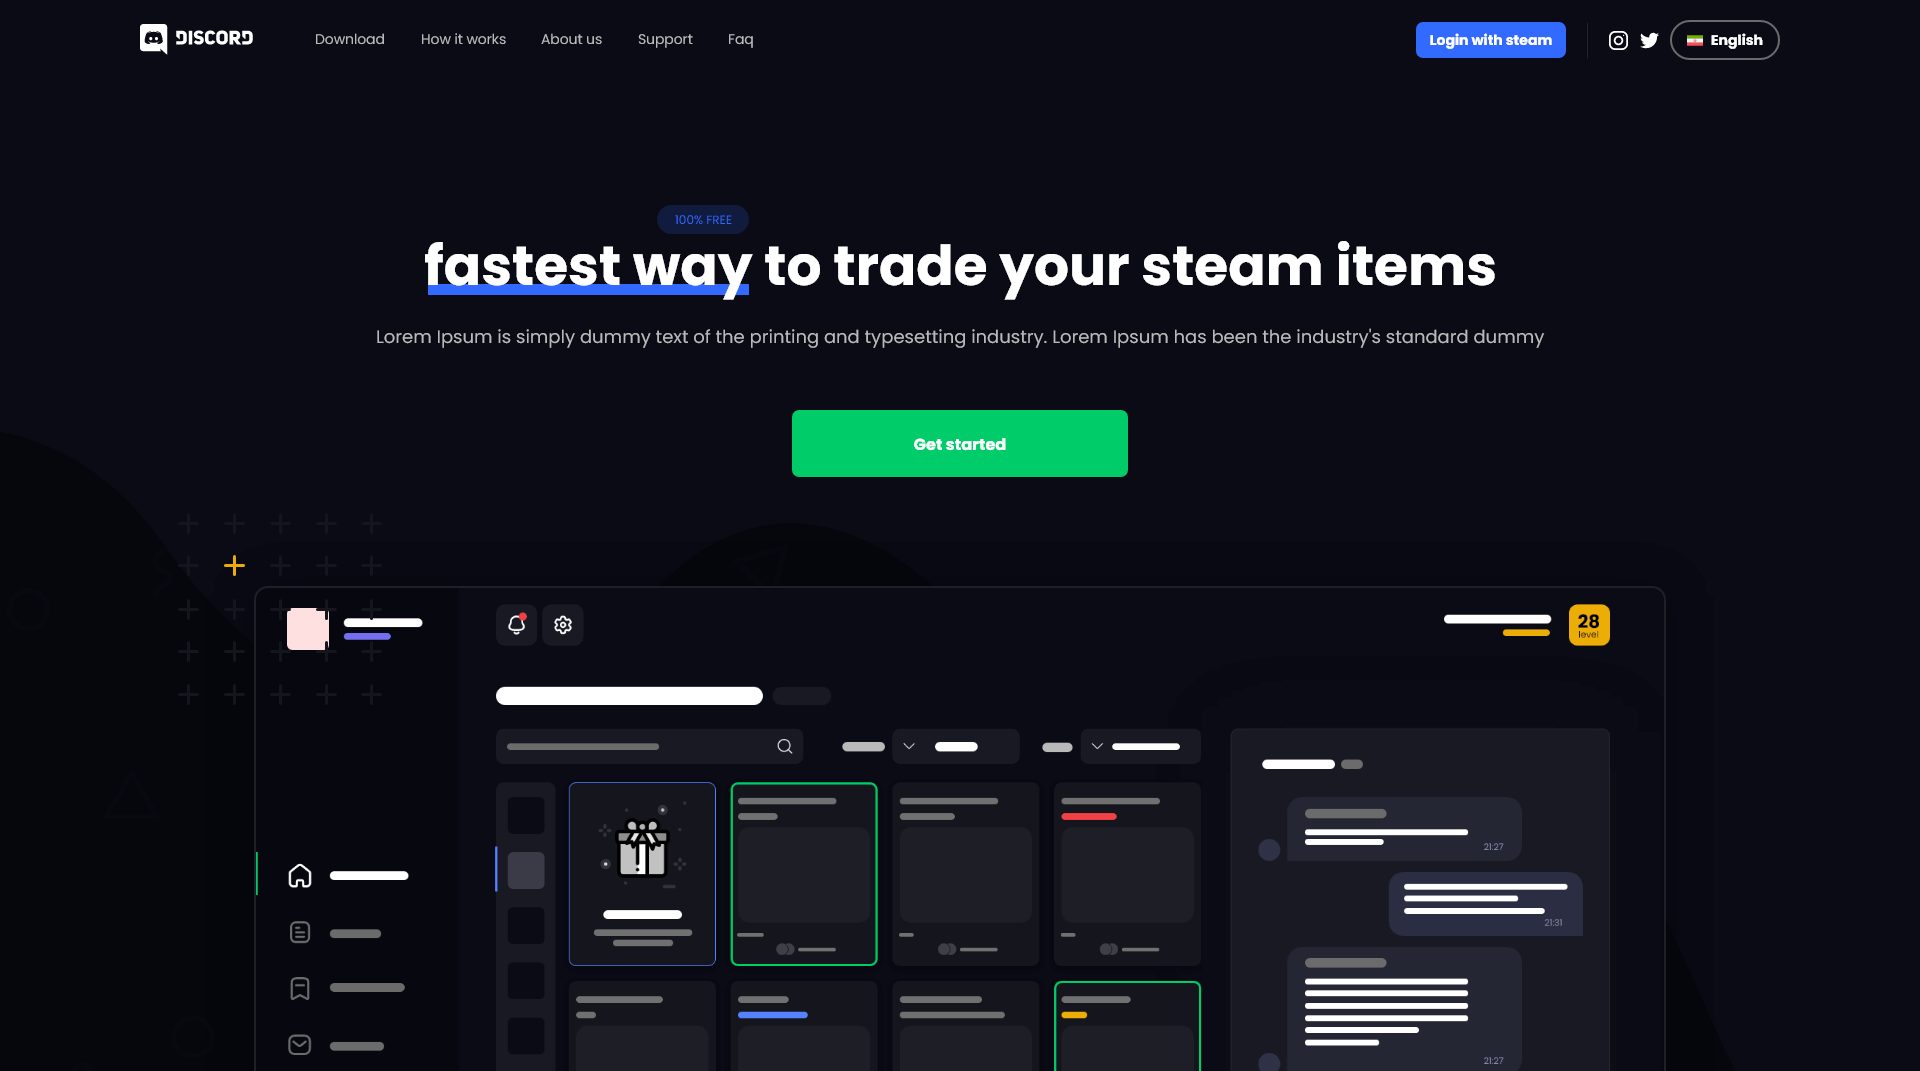 DISCORD
Download How it works About us Support Faq
Login with steam
English
100% FREE
fastest way to trade your steam items
Lorem Ipsum is simply dummy text of the printing and typesetting industry. Lorem Ipsum has been the industry's standard dummy
Get started
28
level
21:27
21:31
21:27